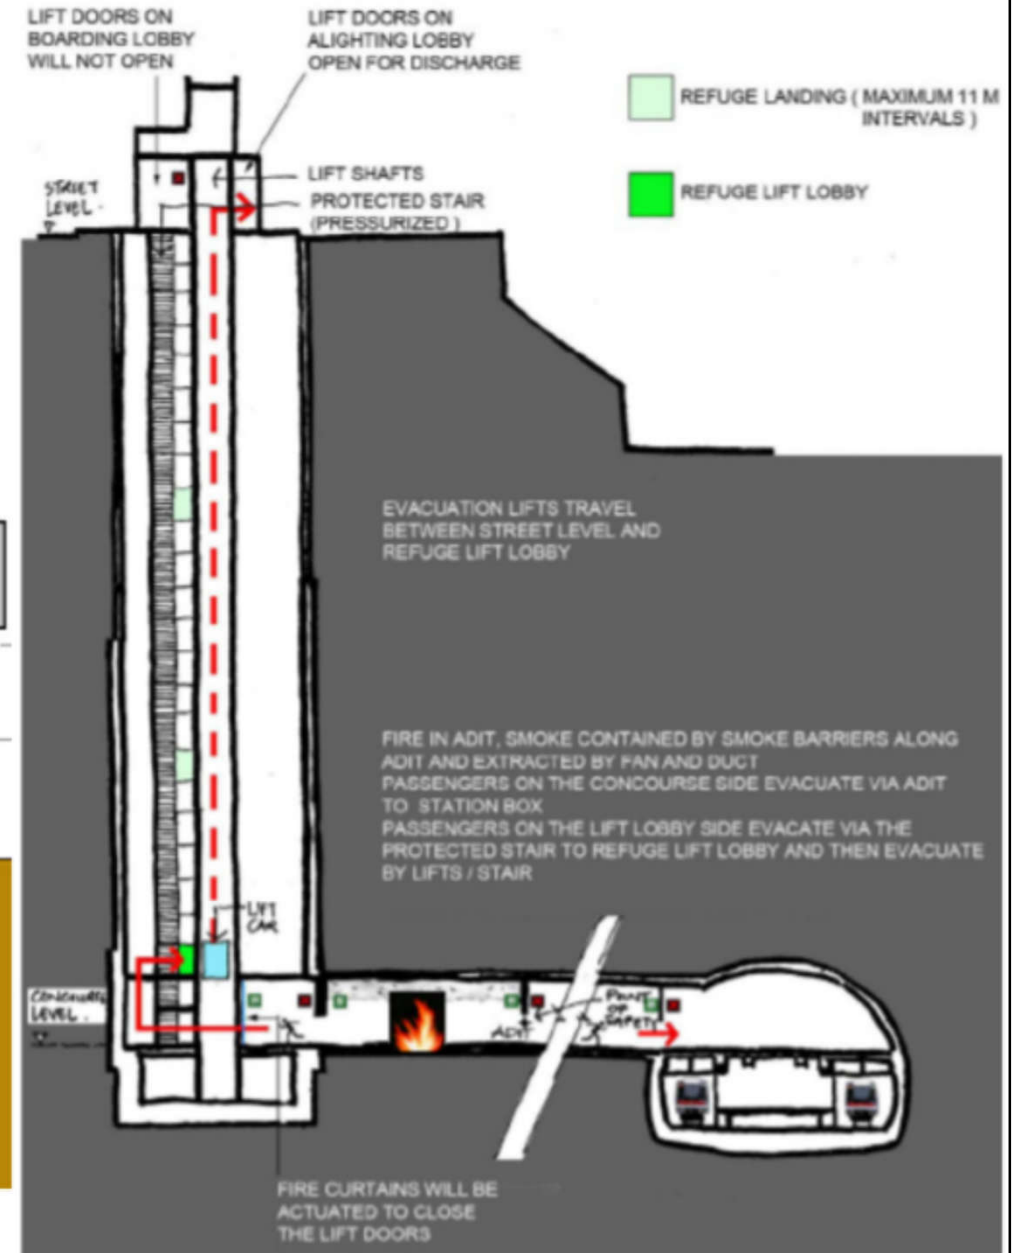 LIFT DOORS ON
BOARDING LOBBY
WILL NOT OPEN
LIFT DOORS ON
ALIGHTING LOBBY
OPEN FOR DISCHARGE
REFUGE LANDING ( MAXIMUM 11 M
INTERVALS )
REFUGE LIFT LOBBY
LIFT SHAFTS
PROTECTED STAIR
(PRESSURIZED )
STREET
LEVEL.
EVACUATION LIFTS TRAVEL
BETWEEN STREET LEVEL AND
REFUGE LIFT LOBBY
FIRE IN ADIT, SMOKE CONTAINED BY SMOKE BARRIERS ALONG
ADIT AND EXTRACTED BY FAN AND DUCT
PASSENGERS ON THE CONCOURSE SIDE EVACUATE VIA ADIT
TO STATION BOX
PASSENGERS ON THE LIFT LOBBY SIDE EVACATE VIA THE
PROTECTED STAIR TO REFUGE LIFT LOBBY AND THEN EVACUATE
BY LIFTS / STAIR
LIFT
CAR
CONCOURSE
LEVEL.
ADIT
POINT
OF
SAFETY
FIRE CURTAINS WILL BE
ACTUATED TO CLOSE
THE LIFT DOORS